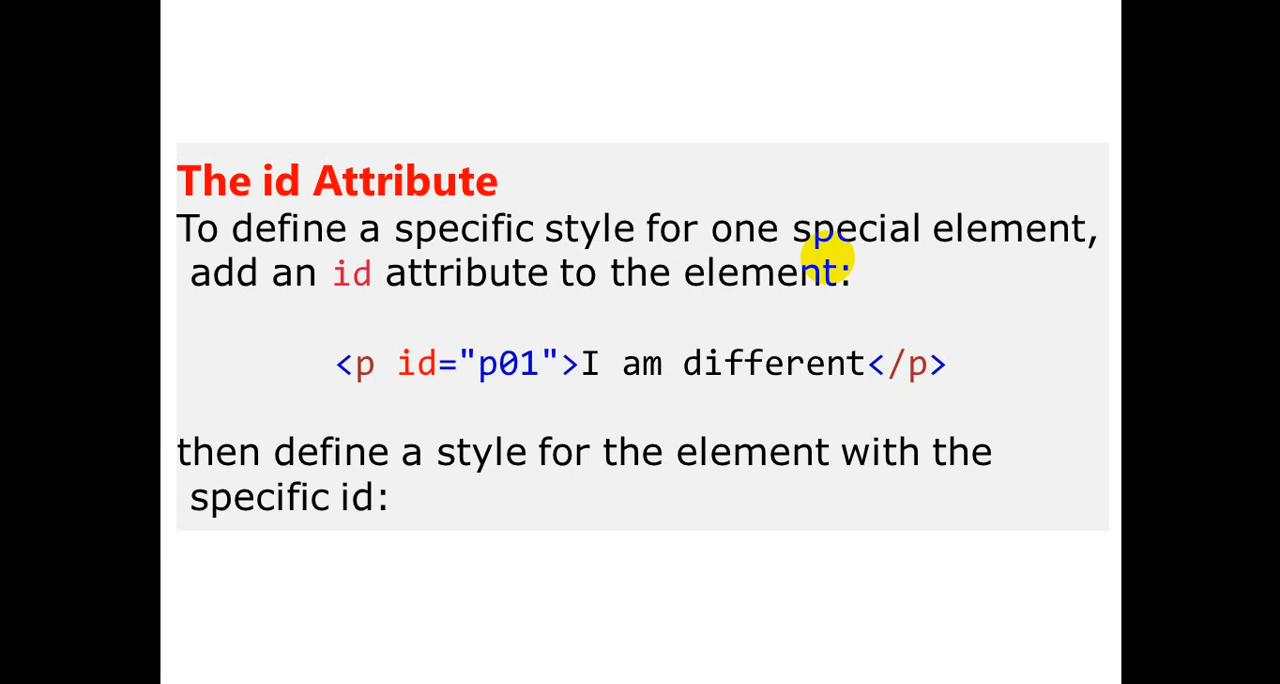 The id Attribute
To define a specific style for one special element,
add an id attribute to the element:
<p id="p01">I am different</p>
then define a style for the element with the
specific id: